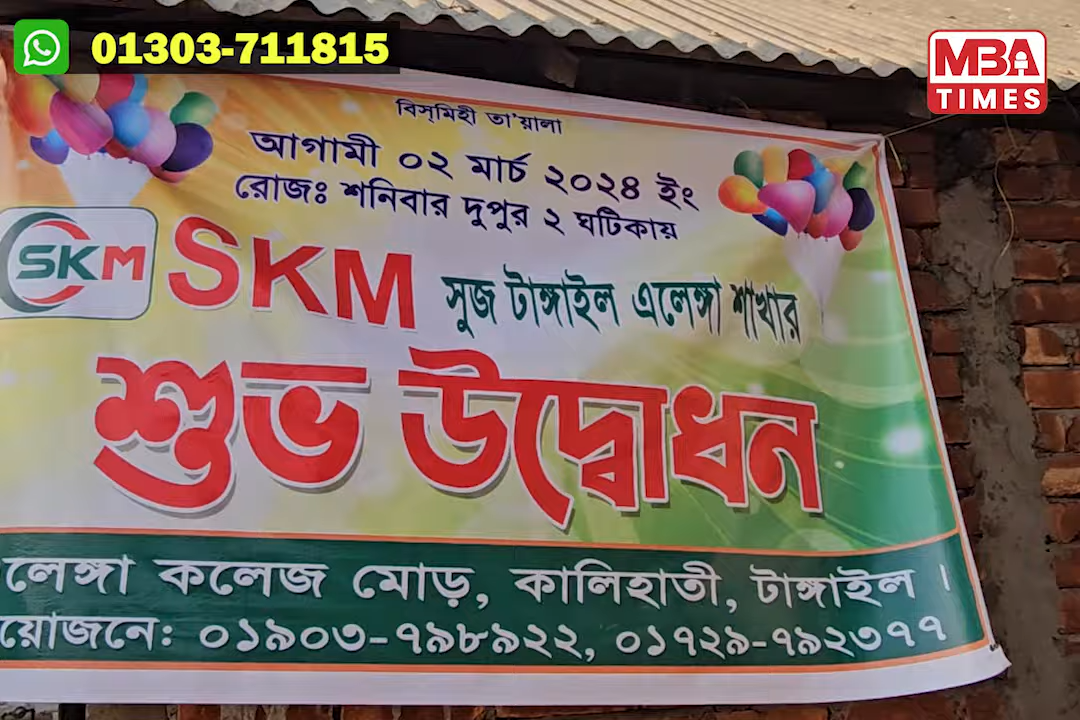 01303-711815
MBA
TIMES
বিস্‌মিহী তা'য়ালা
আগামী ০২ মার্চ ২০২৪ ইং
রোজঃ শনিবার দুপুর ২ ঘটিকায়
SKM
SKM সুজ টাঙ্গাইল এলেঙ্গা শাখার
শুভ উদ্বোধন
লেঙ্গা কলেজ মোড়, কালিহাতী, টাঙ্গাইল ।
য়োজনে: ০১৯০৩-৭৯৮৯২২, ০১৭২৯-৭৯২৩৭৭